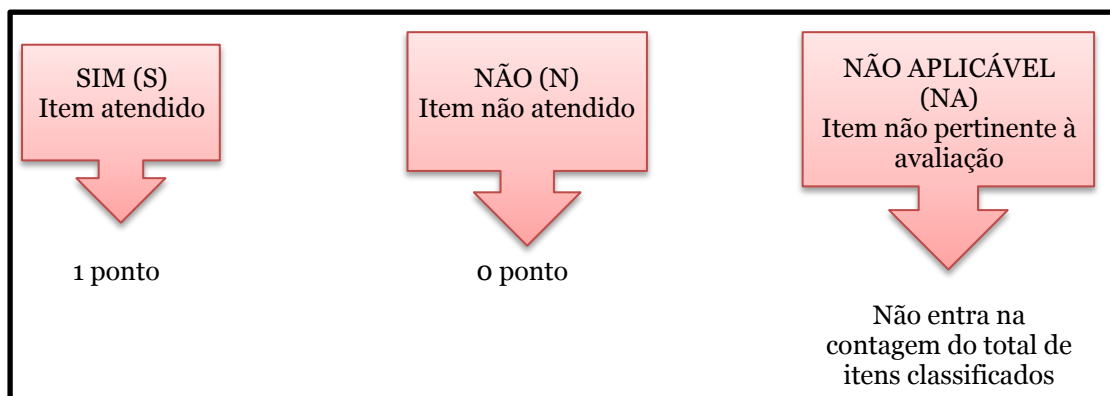 SIM (S)
Item atendido
1 ponto
NÃO (N)
Item não atendido
0 ponto
NÃO APLICÁVEL
(NA)
Item não pertinente à
avaliação
Não entra na
contagem do total de
itens classificados